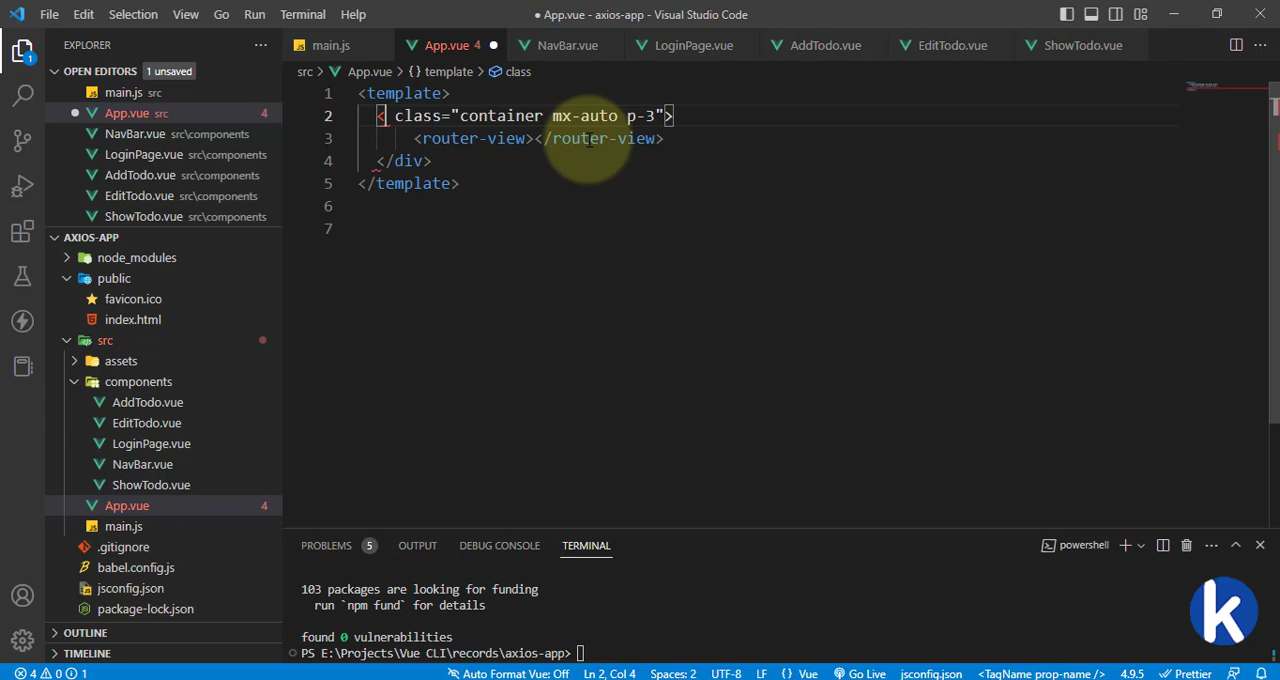 File Edit Selection View Go Run Terminal Help
● App.vue - axios-app - Visual Studio Code
EXPLORER
main.js App.vue 4 ● NavBar.vue LoginPage.vue AddTodo.vue EditTodo.vue ShowTodo.vue
src > App.vue > {} template > class
OPEN EDITORS 1 unsaved
main.js src
App.vue src 4
NavBar.vue src\components
LoginPage.vue src\components
AddTodo.vue src\components
EditTodo.vue src\components
ShowTodo.vue src\components
AXIOS-APP
node_modules
public
favicon.ico
index.html
src
assets
components
AddTodo.vue
EditTodo.vue
LoginPage.vue
NavBar.vue
ShowTodo.vue
App.vue 4
main.js
.gitignore
babel.config.js
jsconfig.json
package-lock.json
OUTLINE
TIMELINE
1 <template>
2 < class="container mx-auto p-3">
3 <router-view></router-view>
4 </div>
5 </template>
6
7
PROBLEMS 5 OUTPUT DEBUG CONSOLE TERMINAL
powershell
103 packages are looking for funding
run `npm fund` for details
found 0 vulnerabilities
PS E:\Projects\Vue CLI\records\axios-app>
k
1
4 0 1 Auto Format Vue: Off Ln 2, Col 4 Spaces: 2 UTF-8 LF {} Vue Go Live jsconfig.json <TagName prop-name /> 4.9.5 Prettier